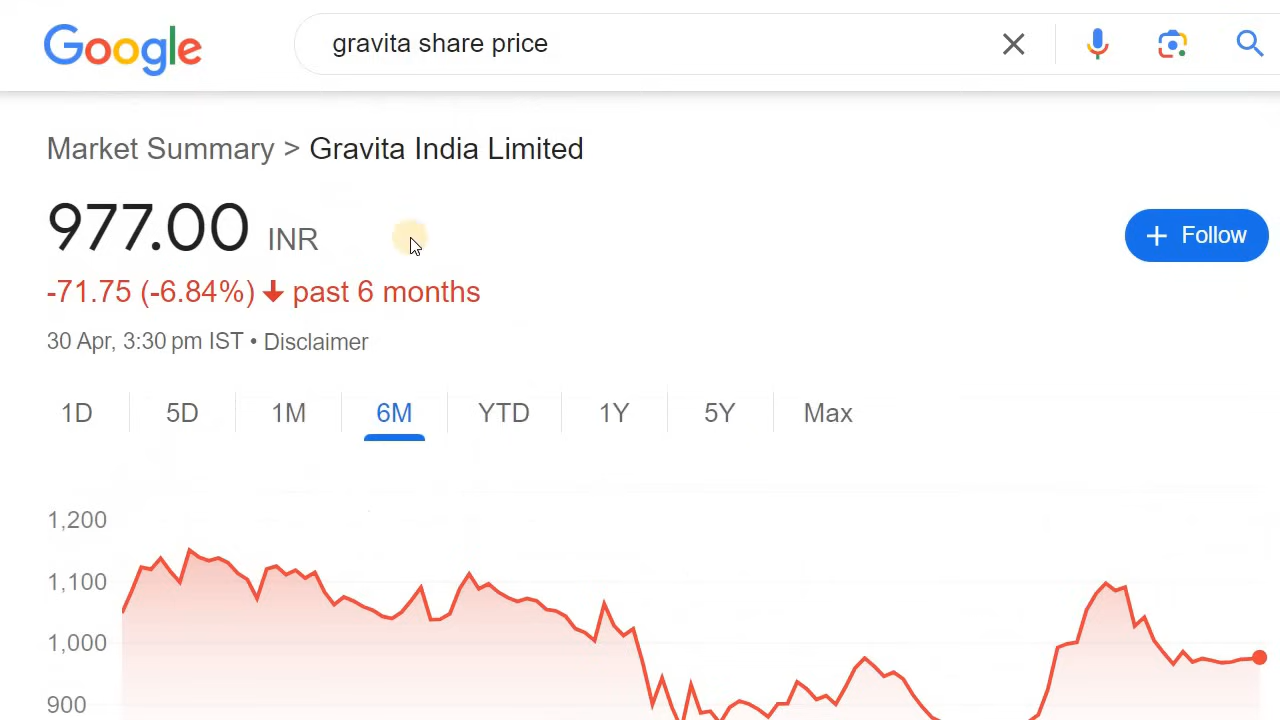 Google
gravita share price
Market Summary > Gravita India Limited
977.00 INR
+ Follow
-71.75 (-6.84%) ↓ past 6 months
30 Apr, 3:30 pm IST • Disclaimer
1D 5D 1M 6M YTD 1Y 5Y Max
1,200
1,100
1,000
900